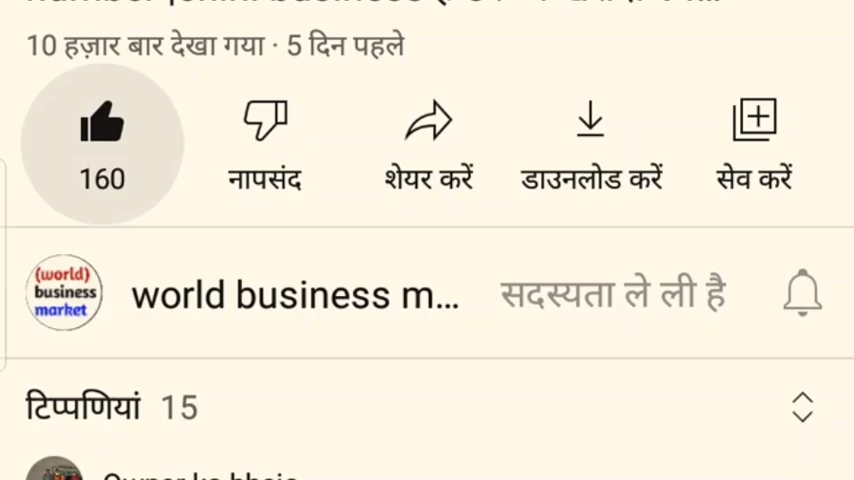 business
10 हज़ार बार देखा गया · 5 दिन पहले
160 नापसंद शेयर करें डाउनलोड करें सेव करें
(world)
business
market
world business m... सदस्यता ले ली है
टिप्पणियां 15